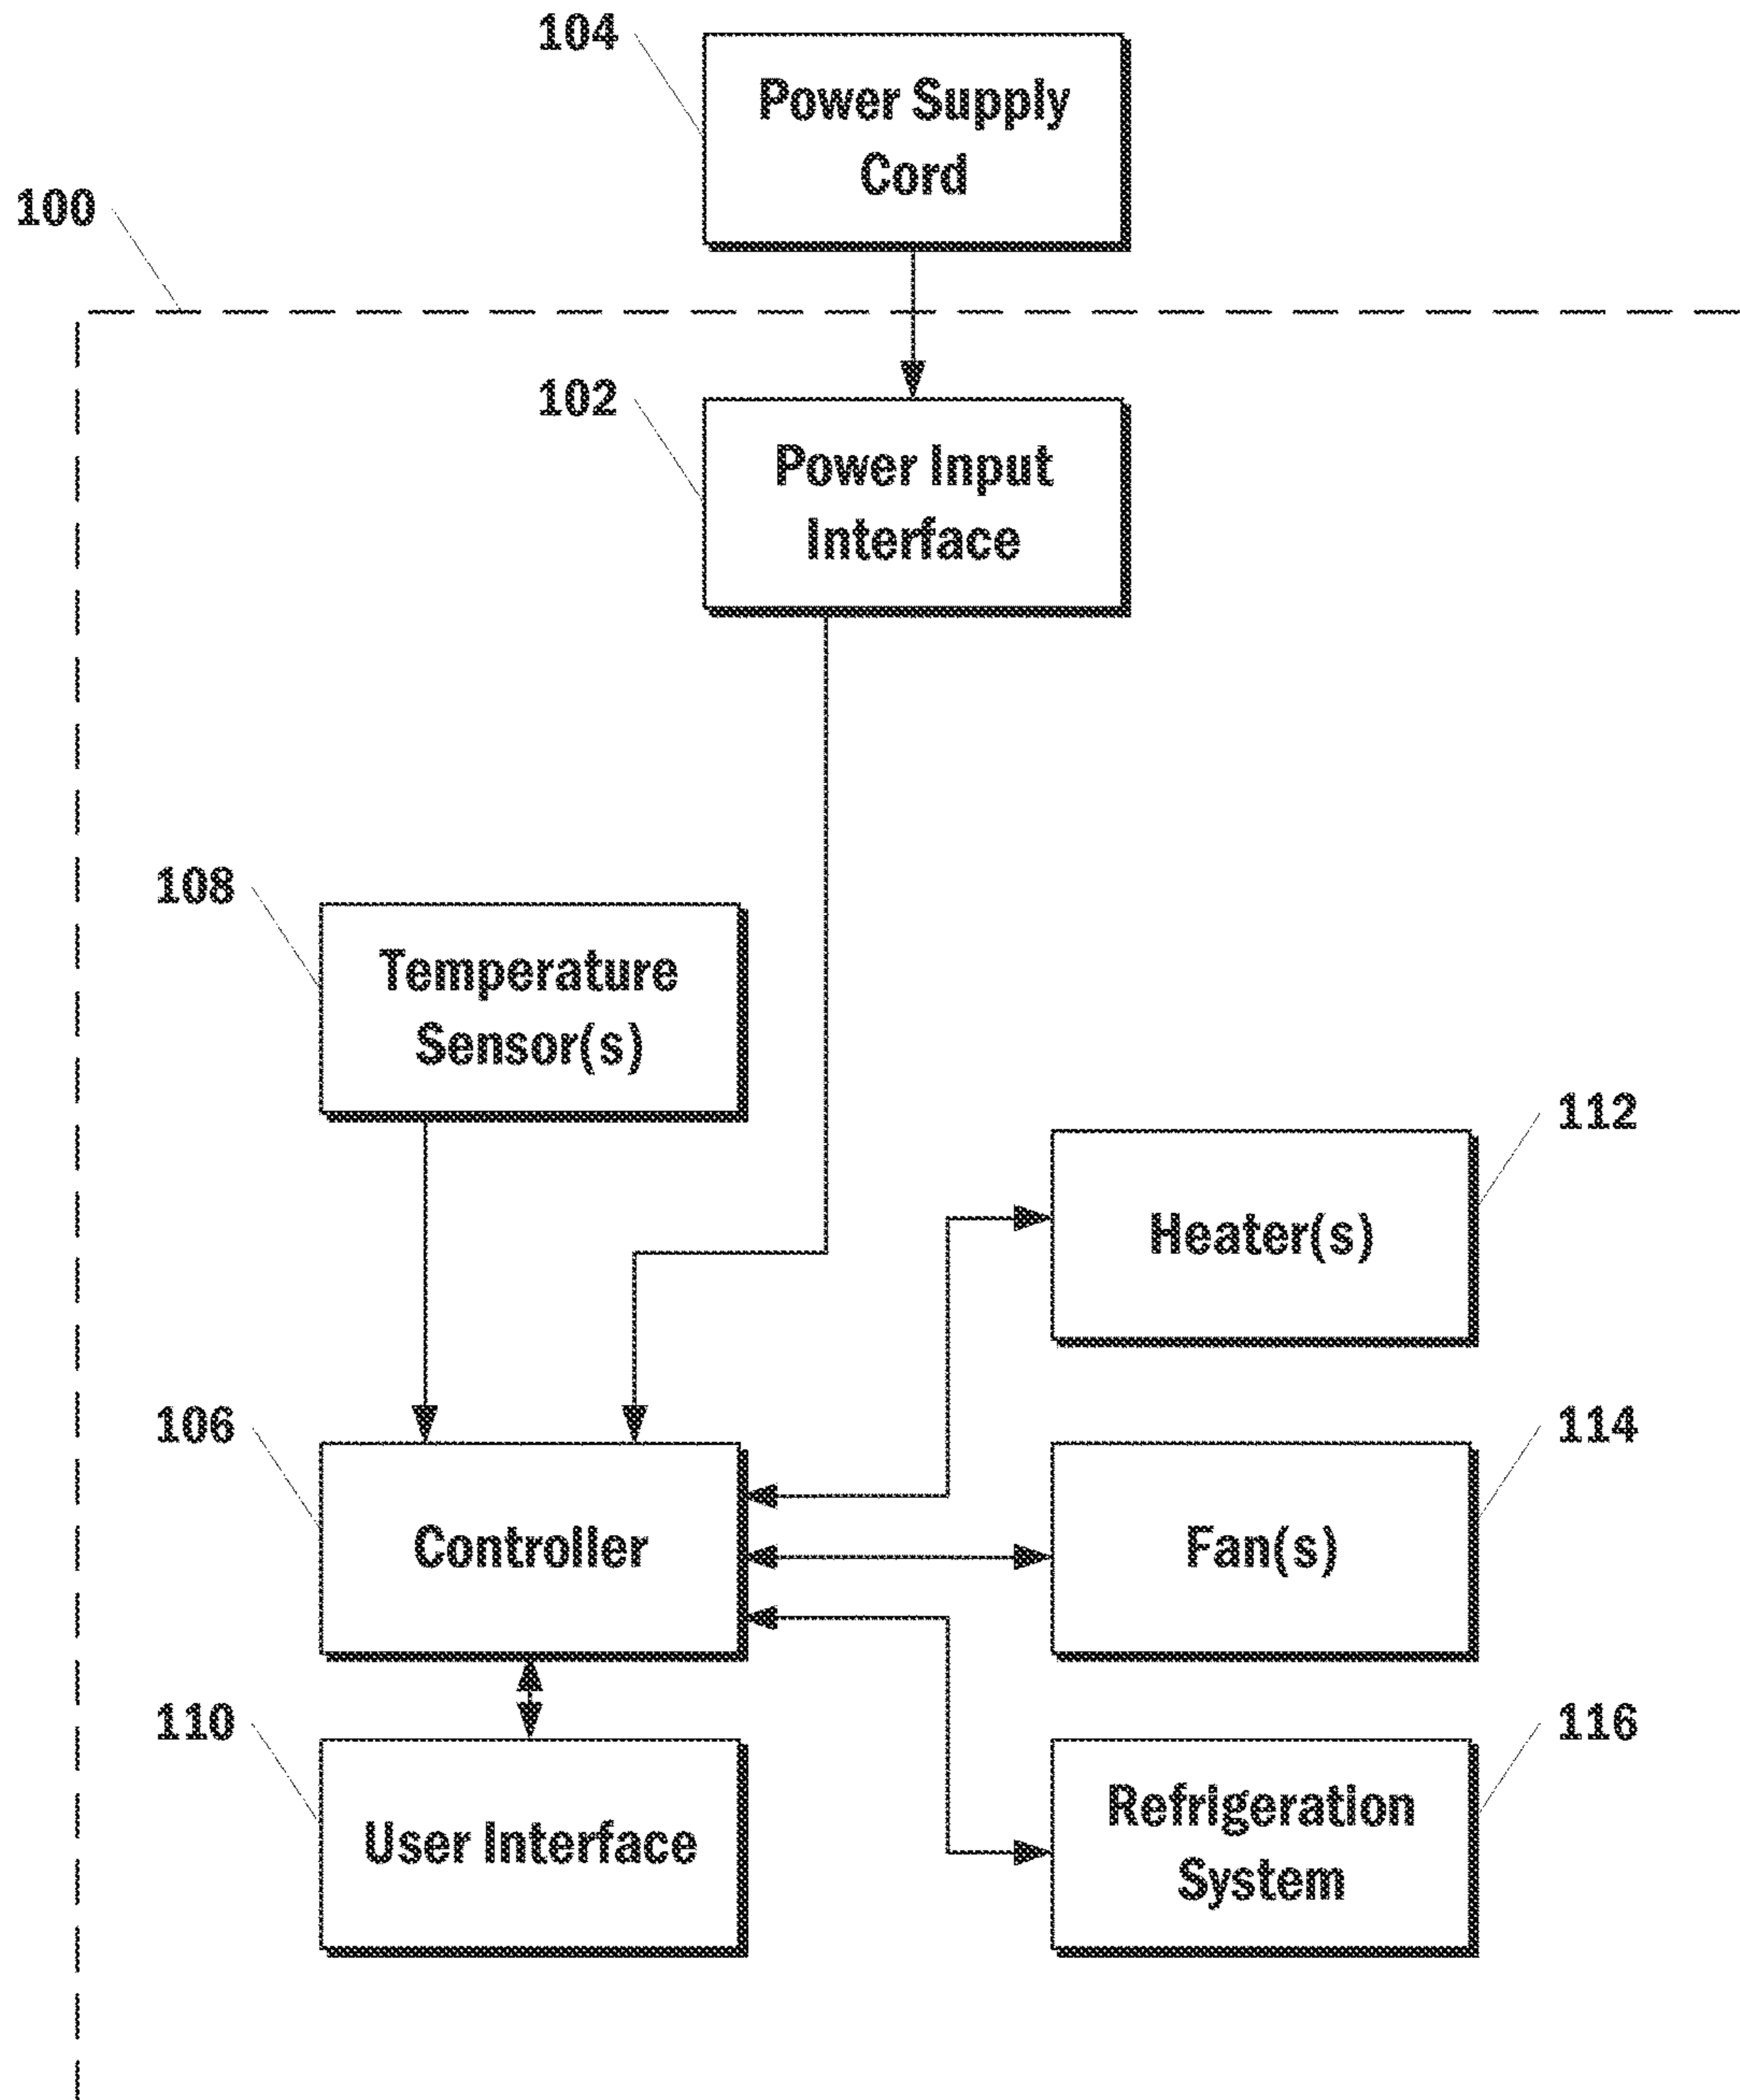 104
Power Supply
Cord
100
102
Power Input
Interface
108
Temperature
Sensor(s)
112
Heater(s)
106
Controller
114
Fan(s)
110
User Interface
116
Refrigeration
System